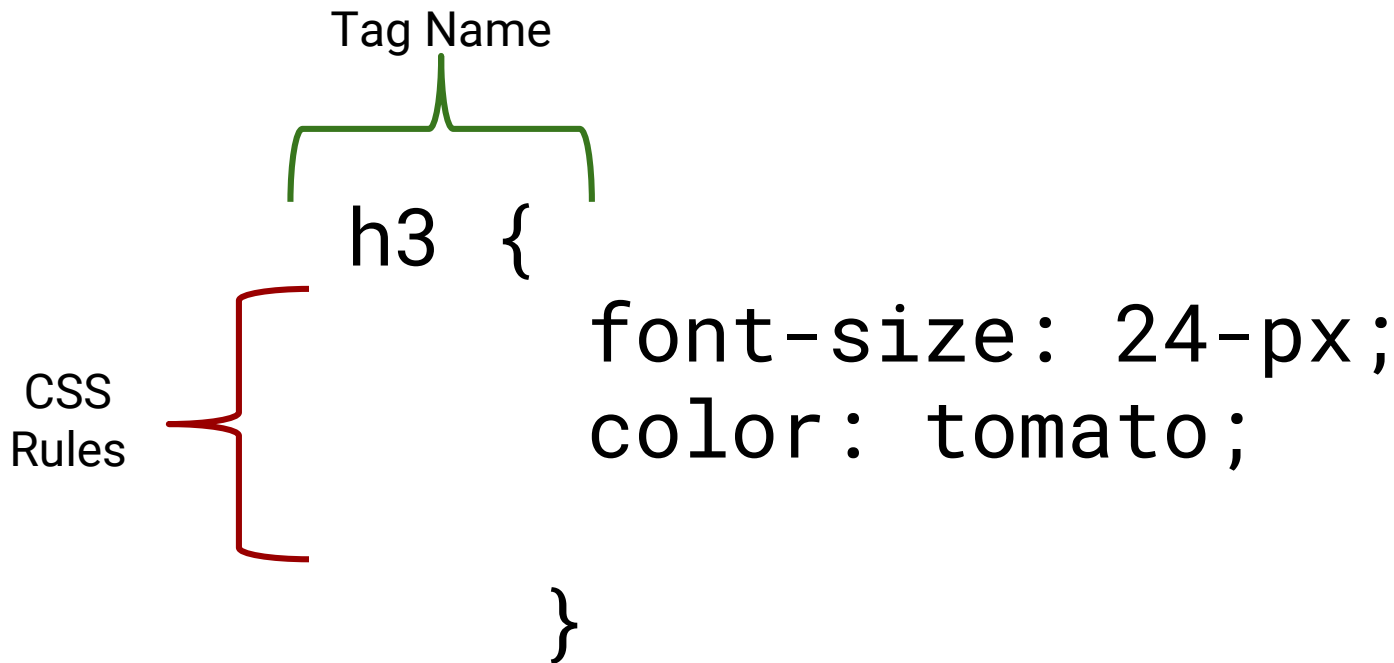 Tag Name
h3 {
font-size: 24-px;
CSS
Rules
color: tomato;
}